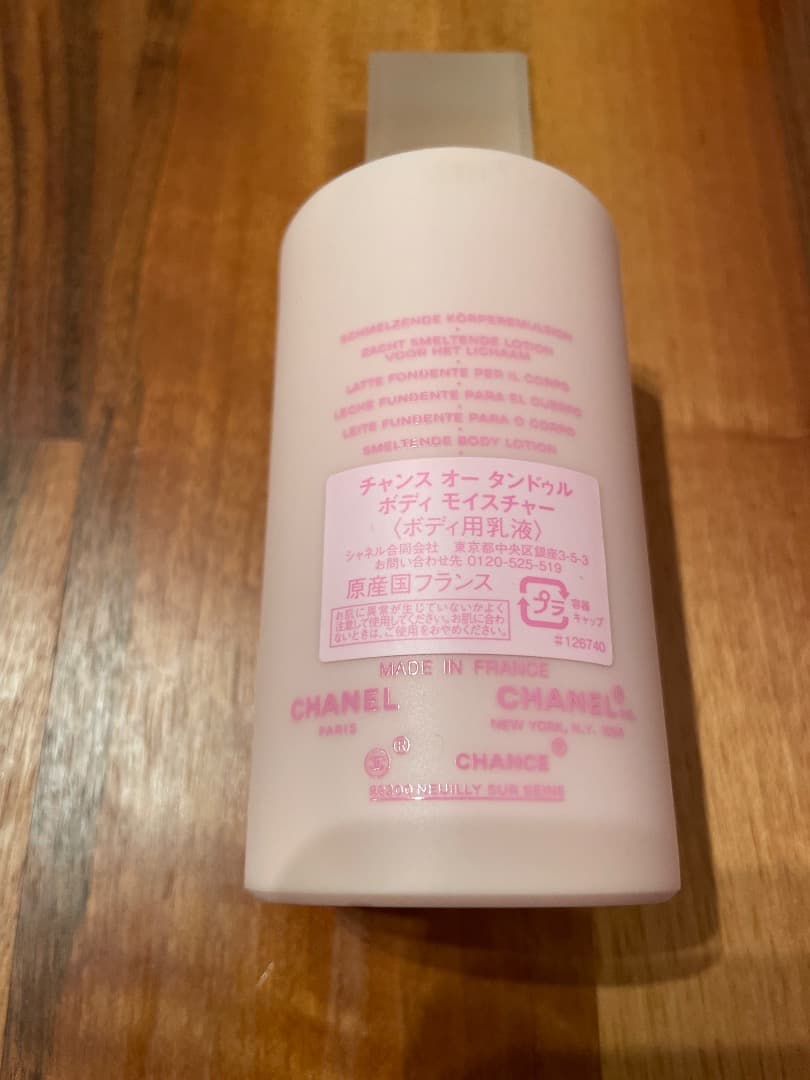 SCHMELZENDE KÖRPEREMULSION
ZACHT SMELTENDE LOTION
VOOR HET LICHAAM
LATTE FONDENTE PER IL CORPO
LECHE FUNDENTE PARA EL CUERPO
LEITE FUNDENTE PARA O CORPO
SMELTENDE BODY LOTION
チャンス オー タンドゥル
ボディ モイスチャー
〈ボディ用乳液〉
シャネル合同会社 東京都中央区銀座3-5-3
お問い合わせ先 0120-525-519
原産国フランス
お肌に異常が生じていないかよく
注意して使用してください。お肌に合わ
ないときは、ご使用をおやめください。
プラ
容器
キャップ
#126740
MADE IN FRANCE
CHANEL
PARIS
CHANEL®
NEW YORK, N.Y.
®
CHANCE®
NEUILLY SUR SEINE